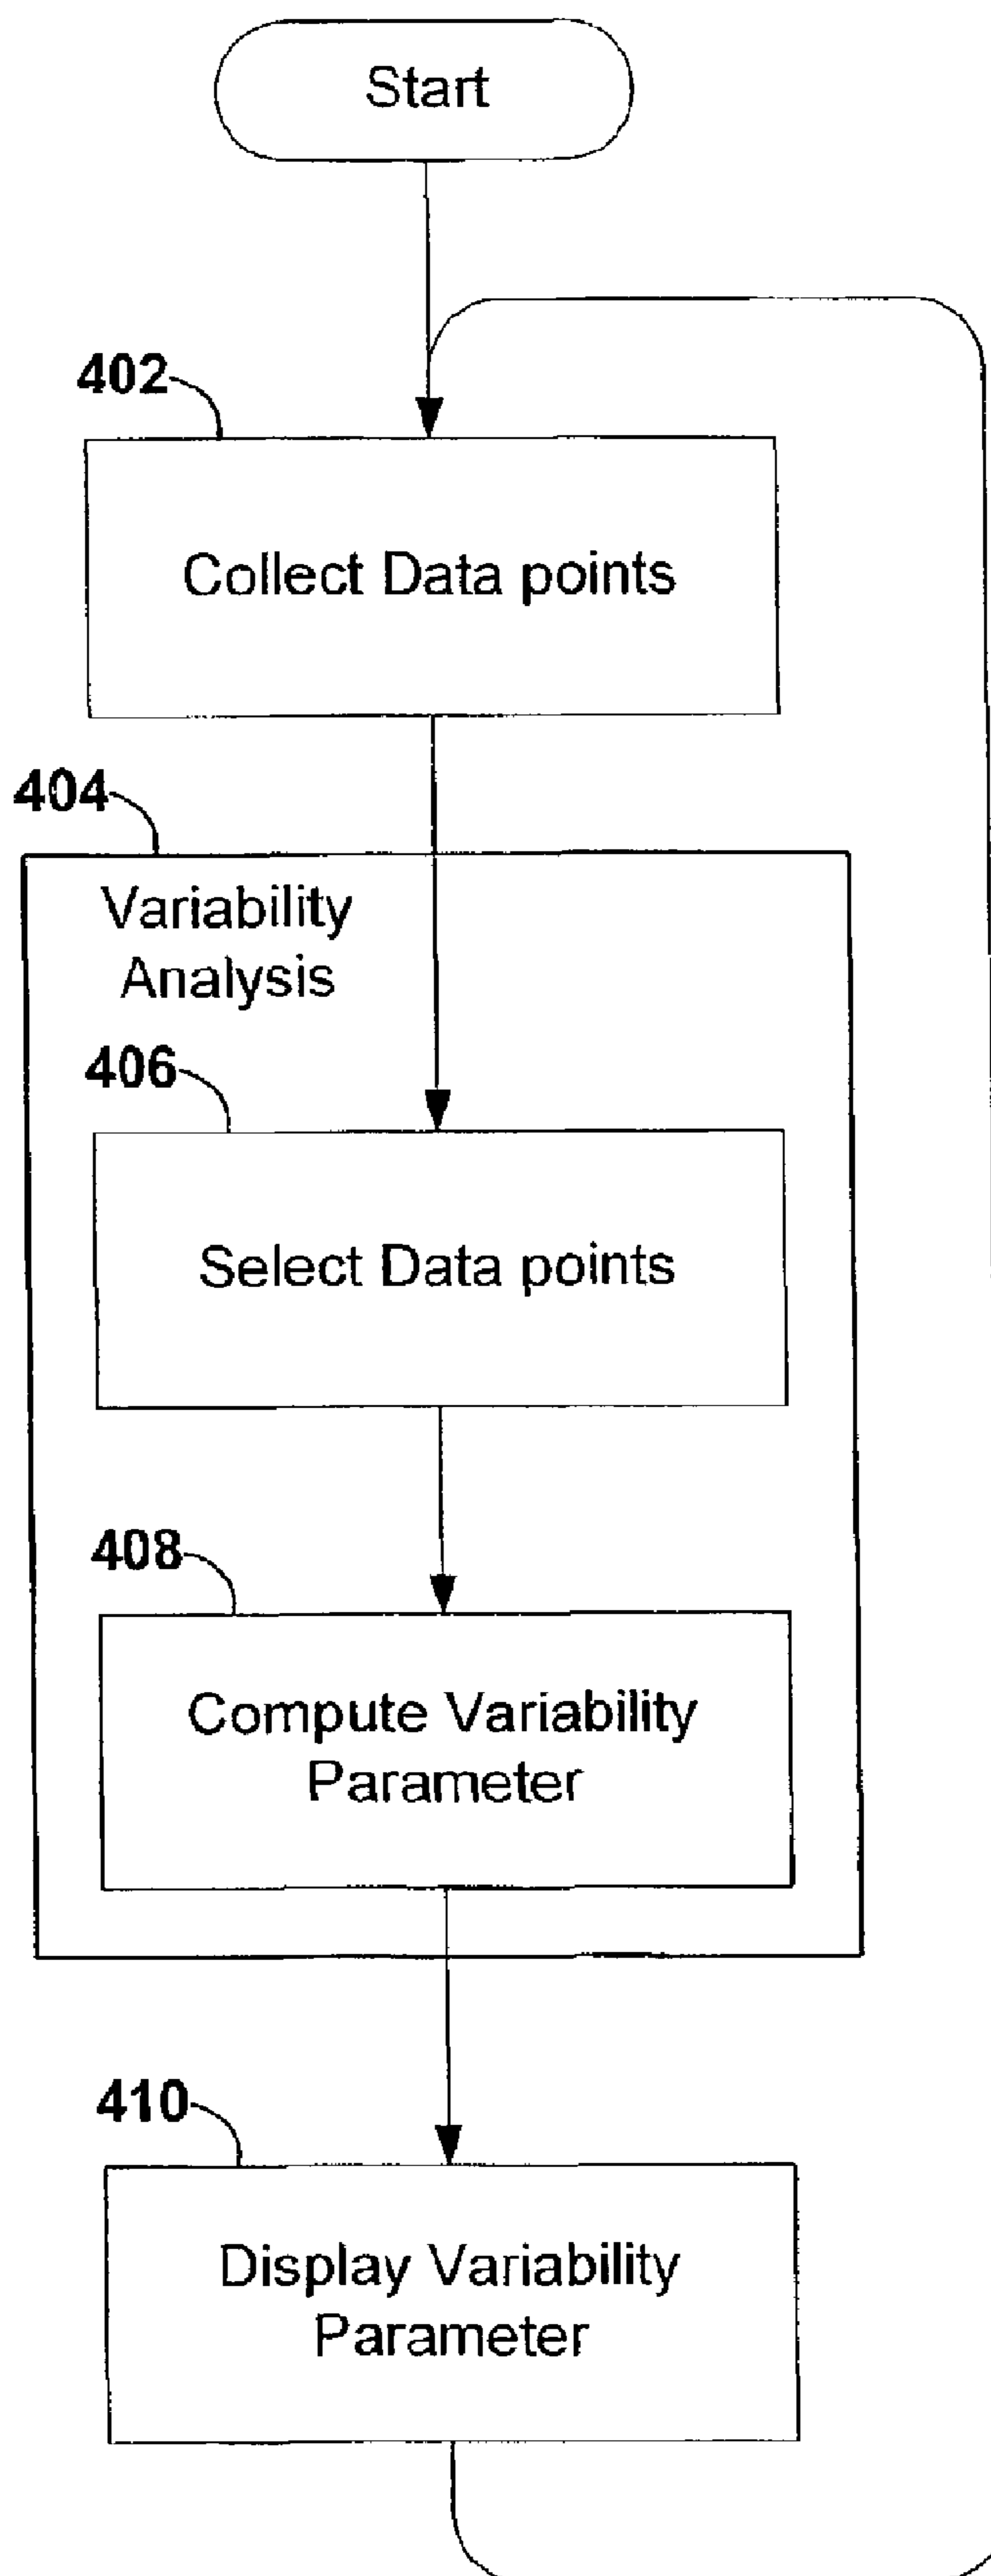 Start
402
Collect Data points
404
Variability
Analysis
406
Select Data points
408
Compute Variability
Parameter
410
Display Variability
Parameter